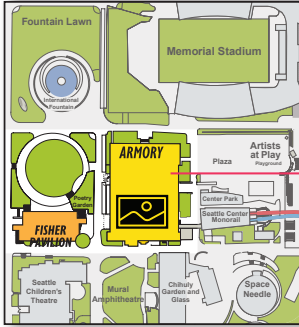 Fountain Lawn
Memorial Stadium
International
Fountain
ARMORY
Artists
at Play
Playground
Plaza
Poetry
Garden
Center Park
Seattle Center
Monorail
FISHER
PAVILION
Seattle
Children's
Theatre
Mural
Amphitheatre
Chihuly
Garden and
Glass
Space
Needle